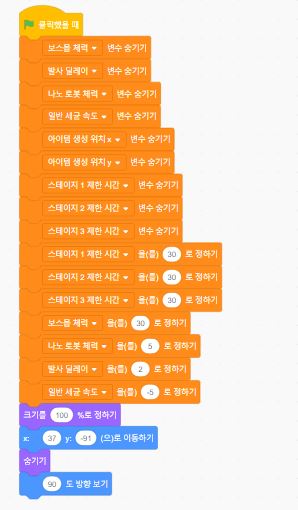 클릭했을 때
보스몹 체력 변수 숨기기
발사 딜레이 변수 숨기기
나노 로봇 체력 변수 숨기기
일반 세균 속도 변수 숨기기
아이템 생성 위치 x 변수 숨기기
아이템 생성 위치 y 변수 숨기기
스테이지 1 제한 시간 변수 숨기기
스테이지 2 제한 시간 변수 숨기기
스테이지 3 제한 시간 변수 숨기기
스테이지 1 제한 시간 을(를) 30 로 정하기
스테이지 2 제한 시간 을(를) 30 로 정하기
스테이지 3 제한 시간 을(를) 30 로 정하기
보스몹 체력 을(를) 30 로 정하기
나노 로봇 체력 을(를) 5 로 정하기
발사 딜레이 을(를) 2 로 정하기
일반 세균 속도 을(를) -5 로 정하기
크기를 100 %로 정하기
x: 37 y: -91 (으)로 이동하기
숨기기
90 도 방향 보기